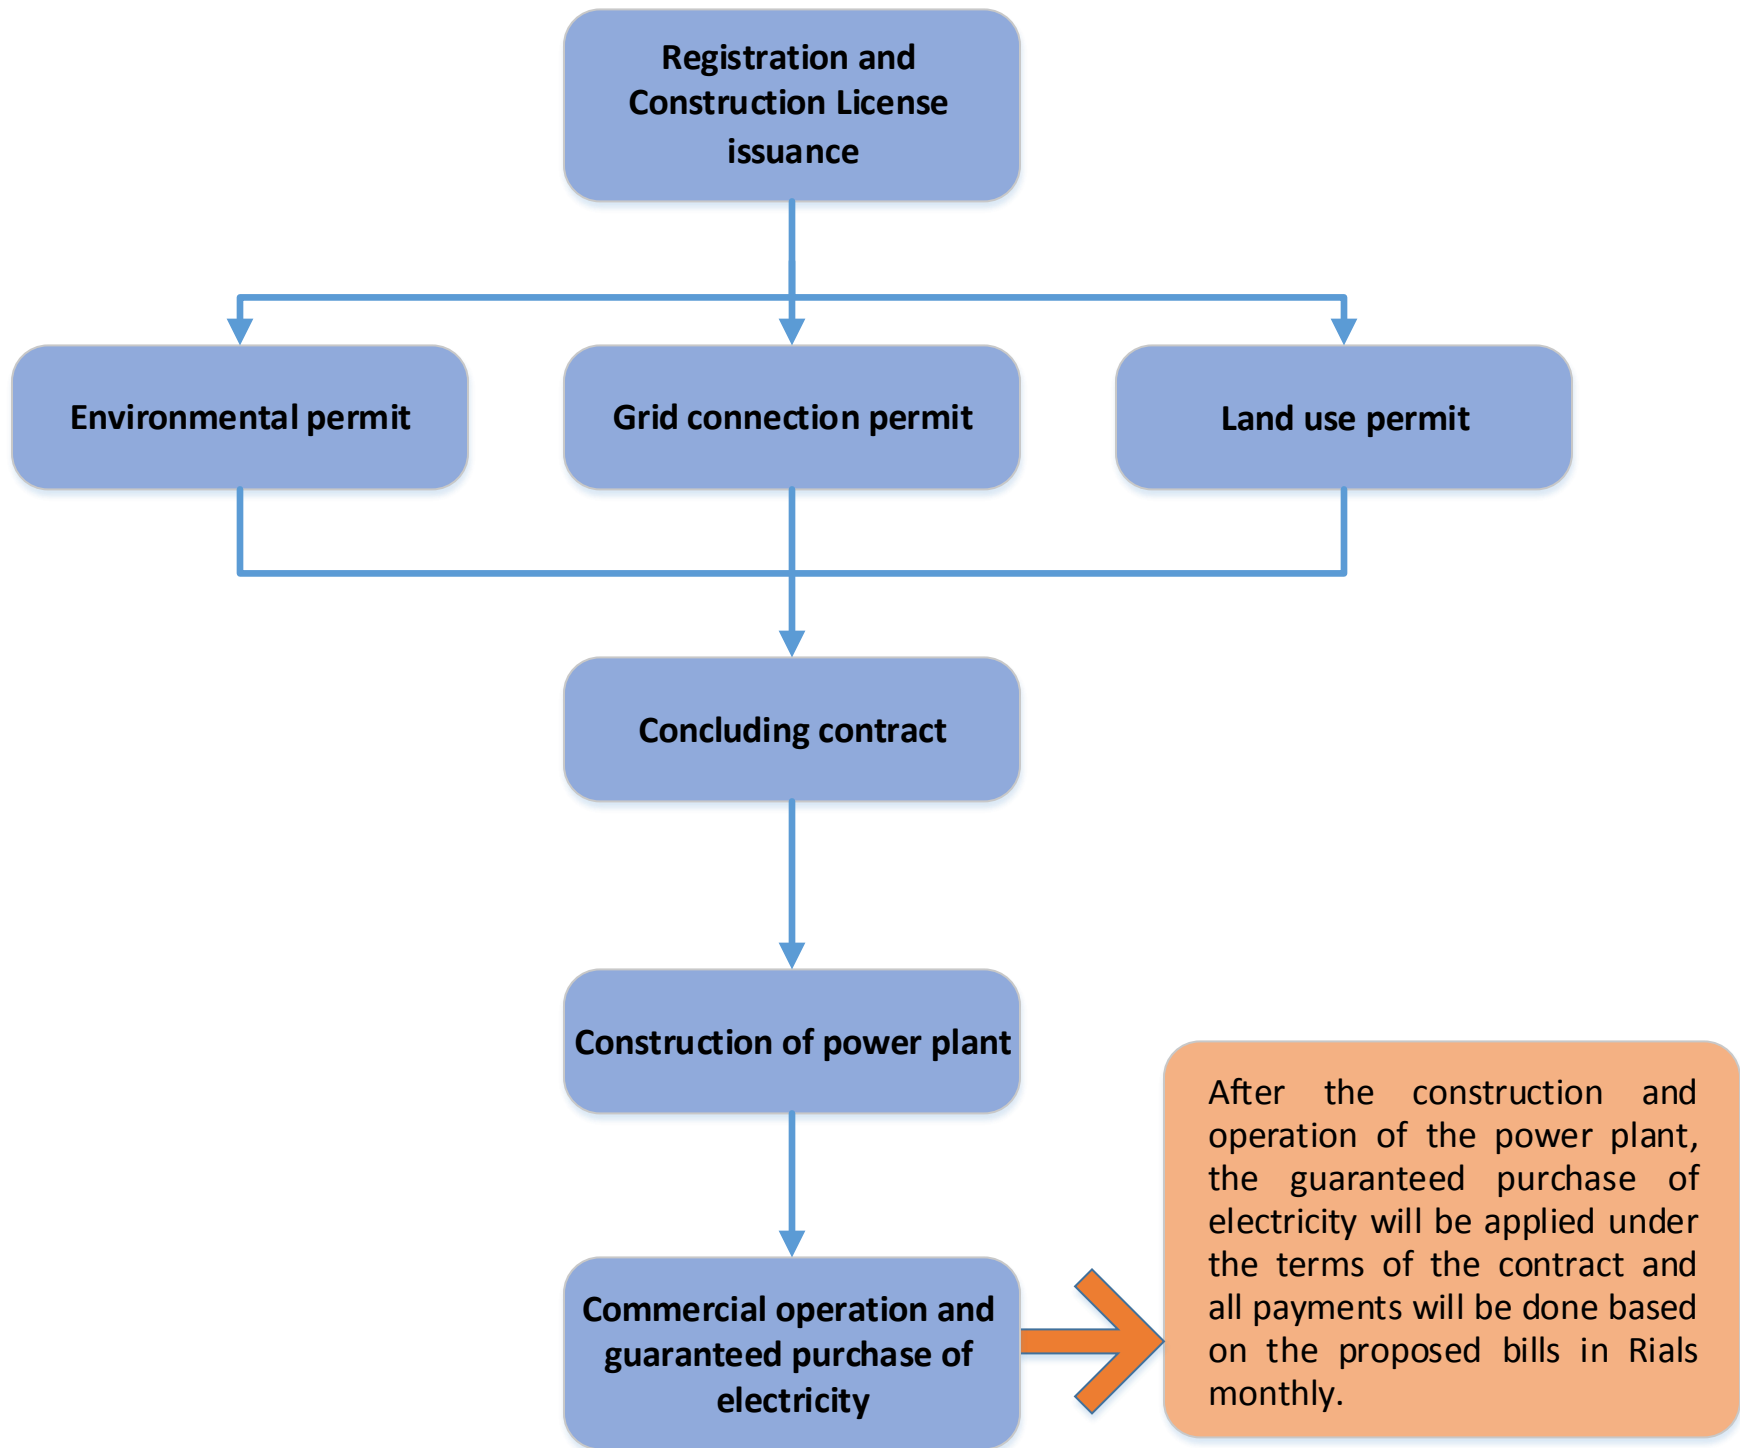 Registration and
Construction License
issuance
Environmental permit
Grid connection permit
Land use permit
Concluding contract
Construction of power plant
Commercial operation and
guaranteed purchase of
electricity
After the construction and
operation of the power plant,
the guaranteed purchase of
electricity will be applied under
the terms of the contract and
all payments will be done based
on the proposed bills in Rials
monthly.